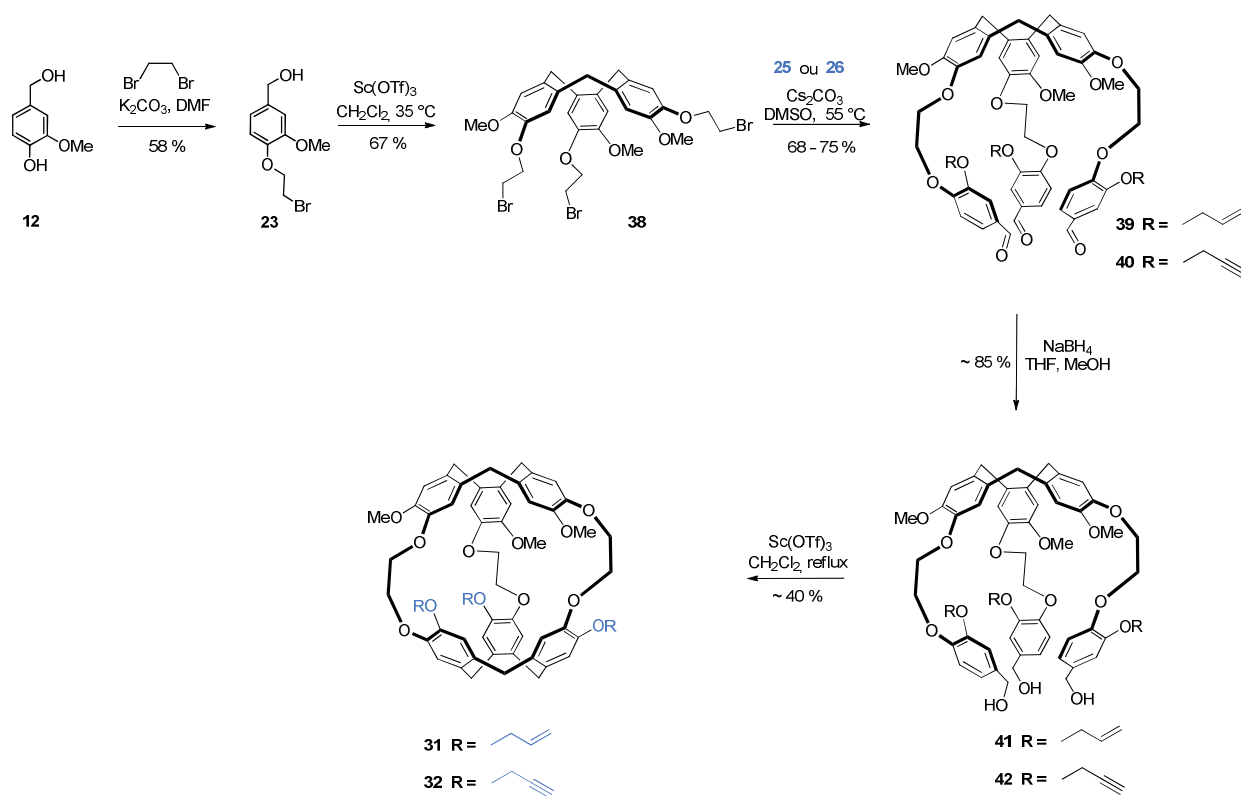 OH
OMe
OH
12
Br
Br
K2CO3, DMF
58 %
OH
OMe
O
Br
23
Sc(OTf)3
CH2Cl2, 35 °C
67 %
MeO
O
Br
O
Br
OMe
MeO
O
Br
38
25 ou 26
Cs2CO3
DMSO, 55 °C
68 - 75 %
MeO
O
O
OMe
OMe
O
O
RO
O
RO
O
O
OR
O
O
O
39 R =
40 R =
~ 85 %
NaBH4
THF, MeOH
MeO
O
O
OMe
OMe
O
O
RO
O
RO
O
O
OR
HO
OH
OH
41 R =
42 R =
Sc(OTf)3
CH2Cl2, reflux
~ 40 %
MeO
O
O
OMe
OMe
O
O
RO
RO
O
O
OR
31 R =
32 R =